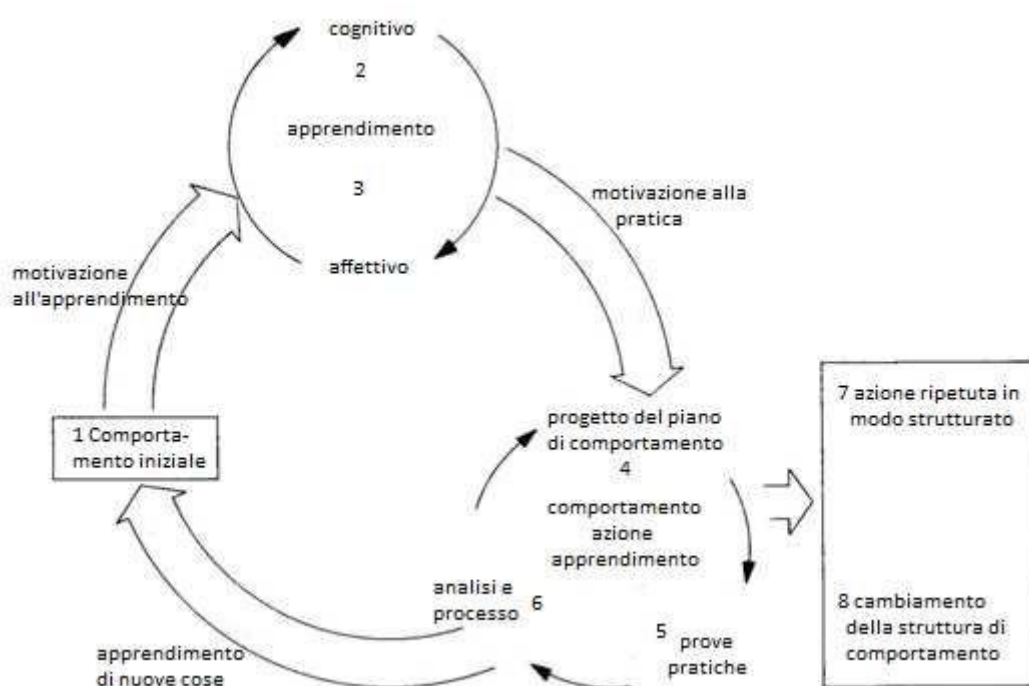 cognitivo
2
apprendimento
3
affettivo
motivazione alla
pratica
motivazione
all'apprendimento
1 Comporta-
mento iniziale
progetto del piano
di comportamento
4
comportamento
azione
apprendimento
7 azione ripetuta in
modo strutturato
analisi e
processo 6
5 prove
pratiche
8 cambiamento
della struttura di
comportamento
apprendimento
di nuove cose